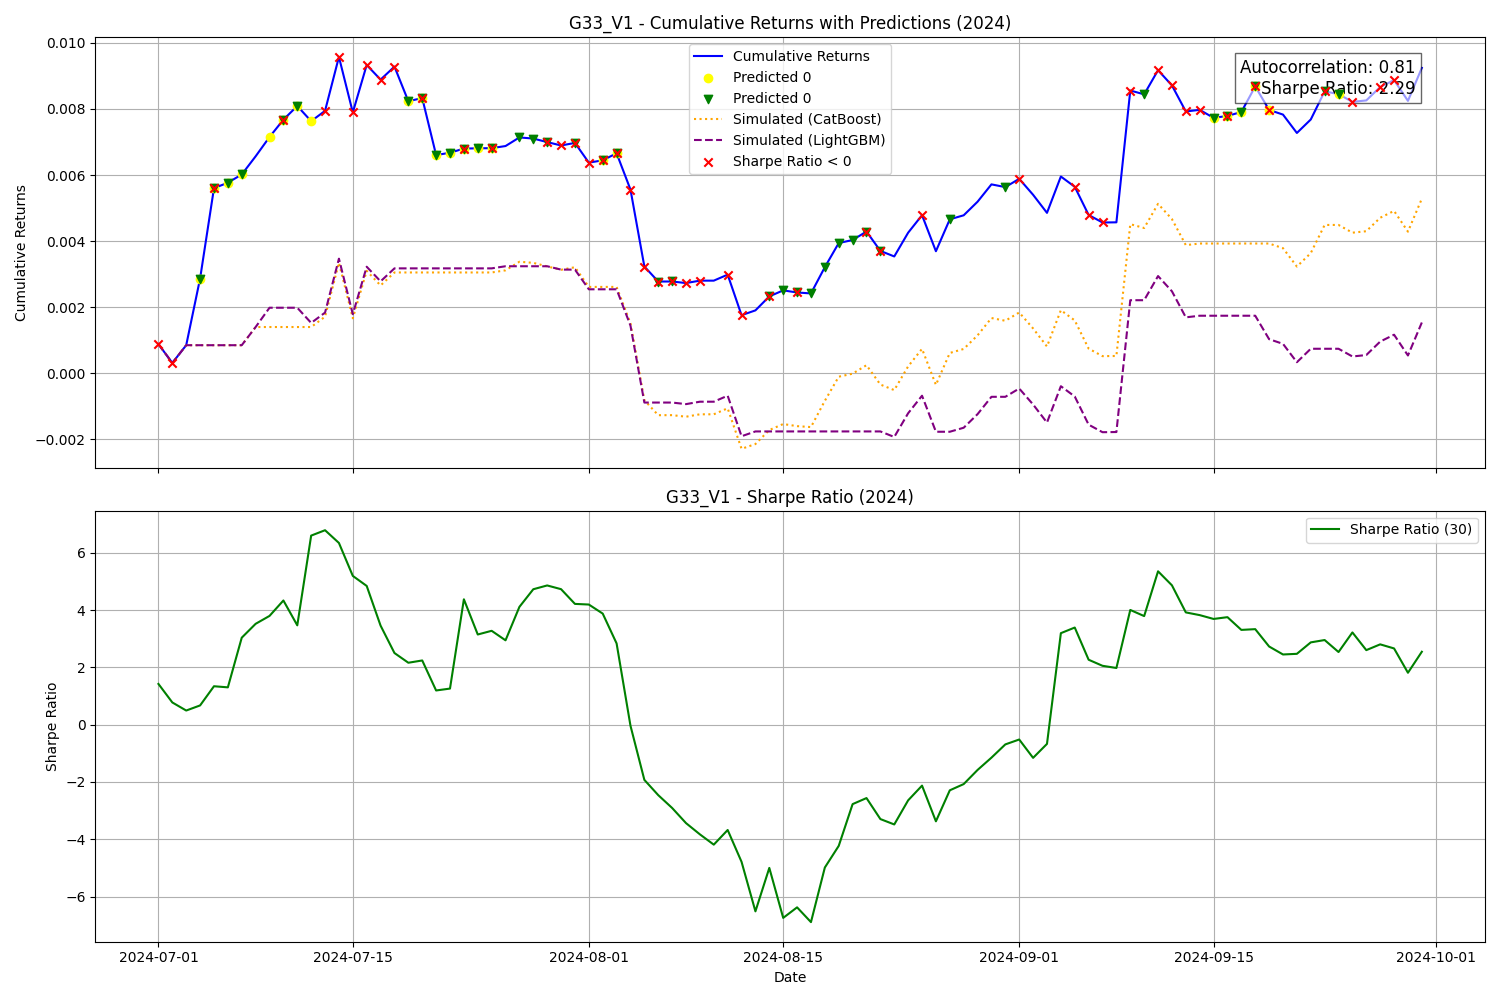 G33_V1 - Cumulative Returns with Predictions (2024)
0.010
0.008
0.006
0.004
0.002
0.000
−0.002
Cumulative Returns
Cumulative Returns
Predicted 0
Predicted 0
Simulated (CatBoost)
Simulated (LightGBM)
Sharpe Ratio < 0
Autocorrelation: 0.81
Sharpe Ratio: 2.29
G33_V1 - Sharpe Ratio (2024)
Sharpe Ratio (30)
6
4
2
0
−2
−4
−6
Sharpe Ratio
2024-07-01
2024-07-15
2024-08-01
2024-08-15
2024-09-01
2024-09-15
2024-10-01
Date